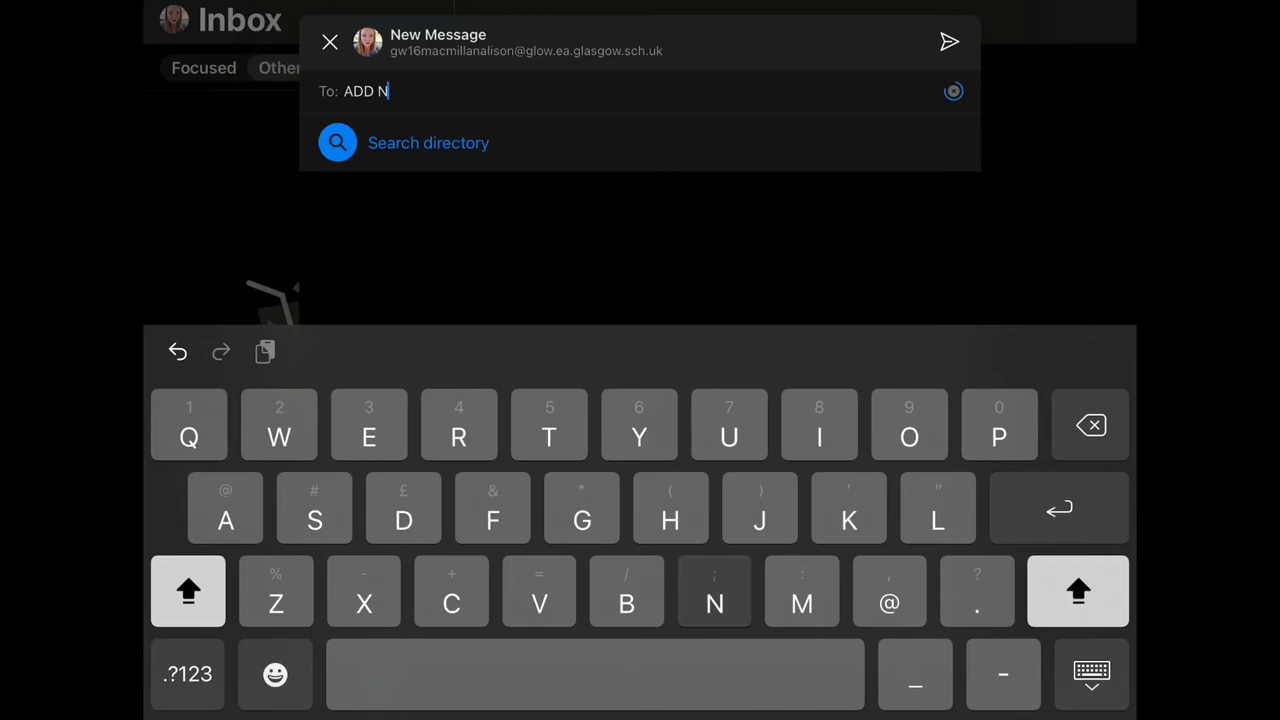 Inbox
New Message
gw16macmillanalison@glow.ea.glasgow.sch.uk
Focused
Other
To: ADD N
Search directory
1 2 3 4 5 6 7 8 9 0
Q W E R T Y U I O P
@ # £ & * ( ) ' "
A S D F G H J K L
% - + = / ; : , ?
Z X C V B N M @ .
.?123 _ -